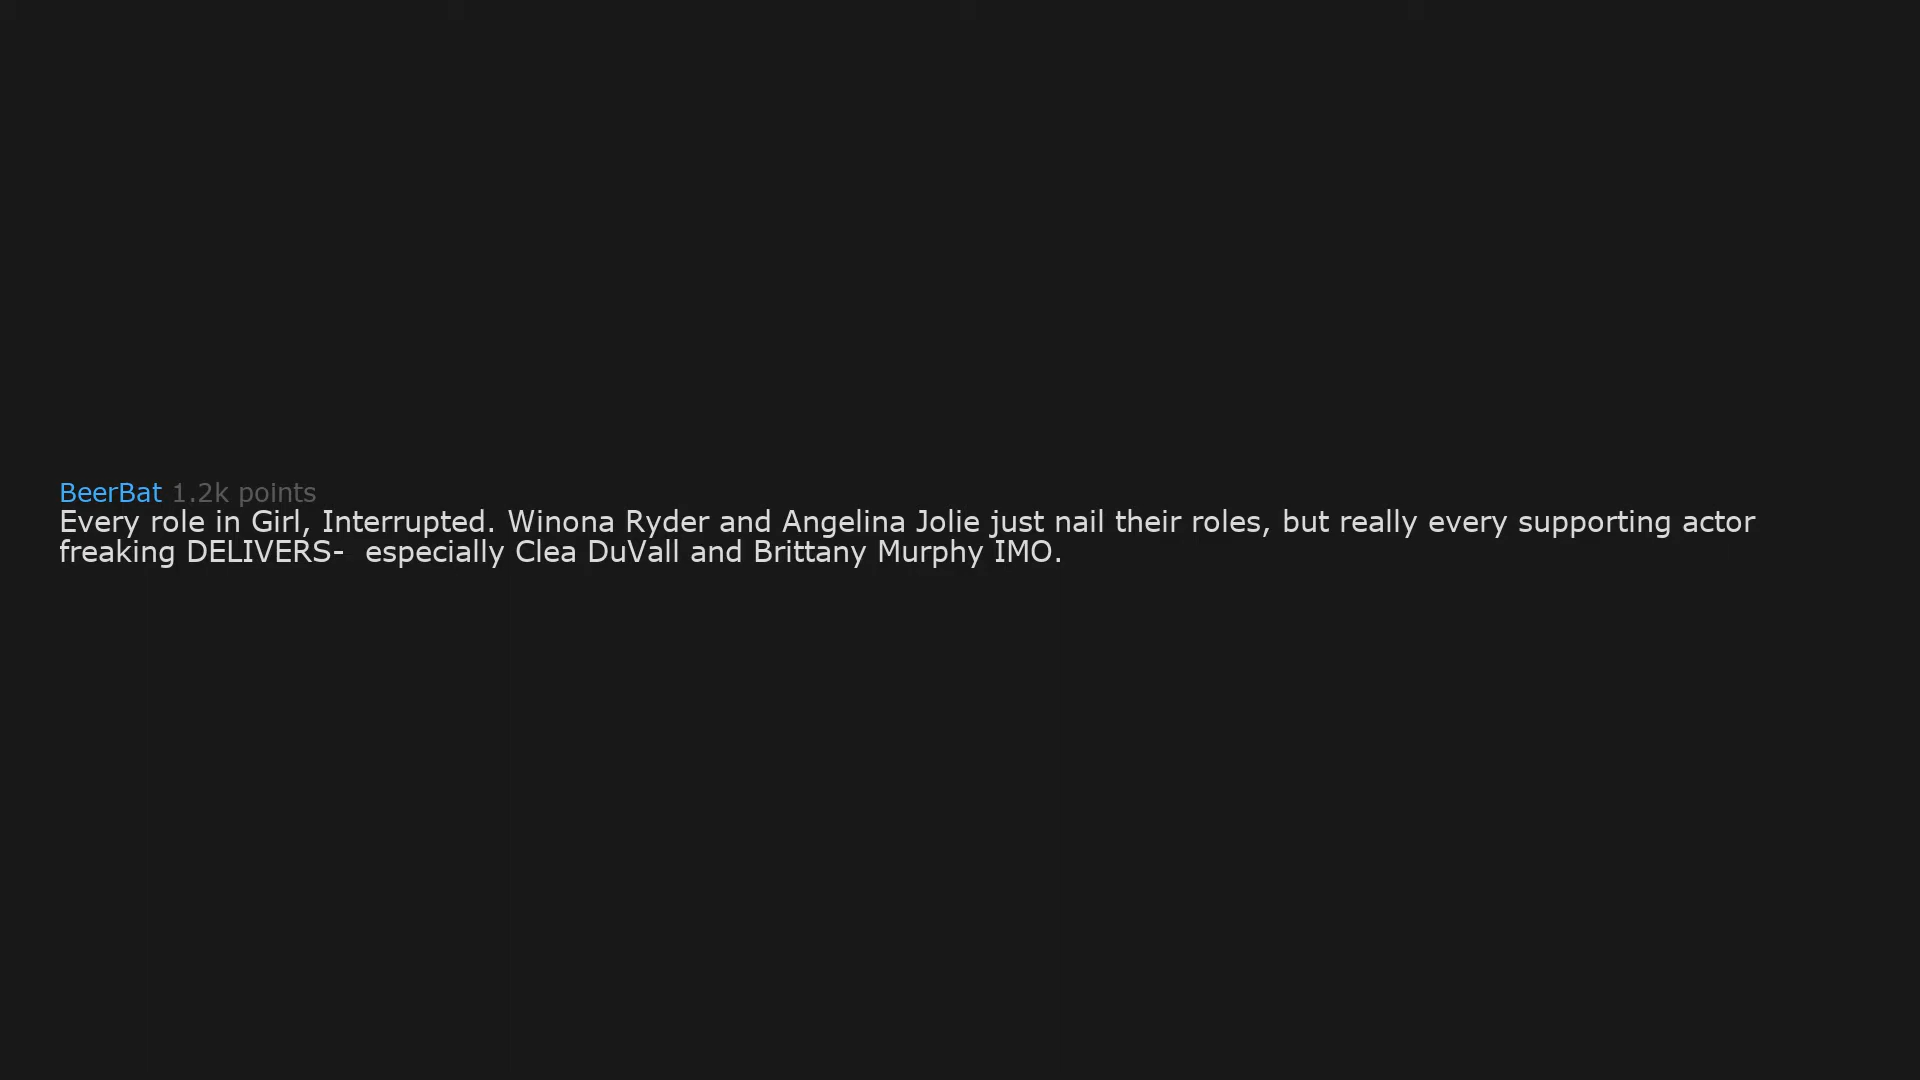 BeerBat 1.2k points
Every role in Girl, Interrupted. Winona Ryder and Angelina Jolie just nail their roles, but really every supporting actor
freaking DELIVERS-  especially Clea DuVall and Brittany Murphy IMO.